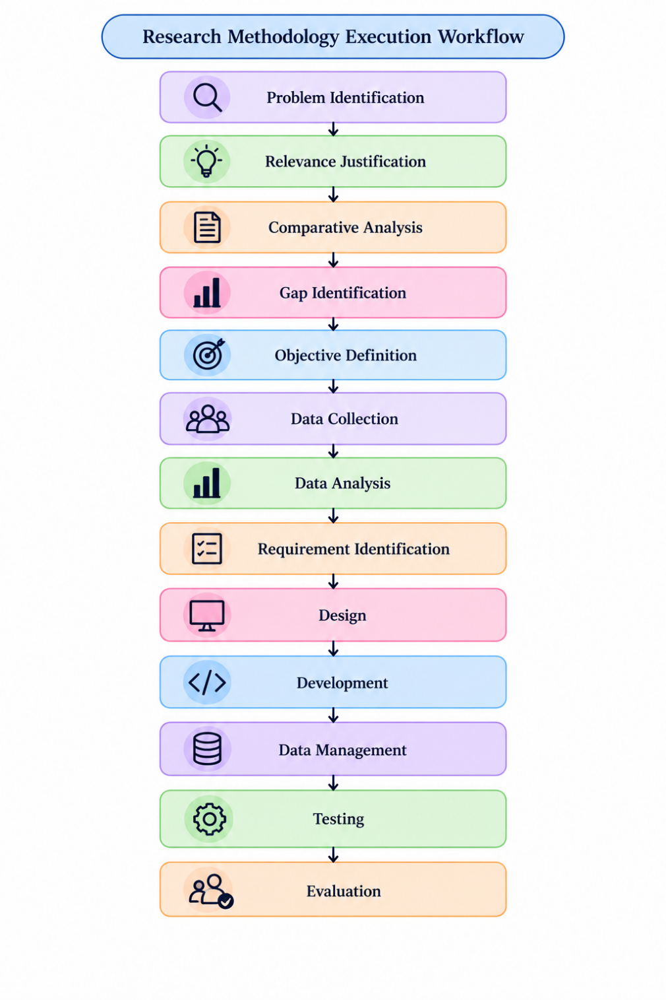 Research Methodology Execution Workflow
Problem Identification
Relevance Justification
Comparative Analysis
Gap Identification
Objective Definition
Data Collection
Data Analysis
Requirement Identification
Design
Development
Data Management
Testing
Evaluation